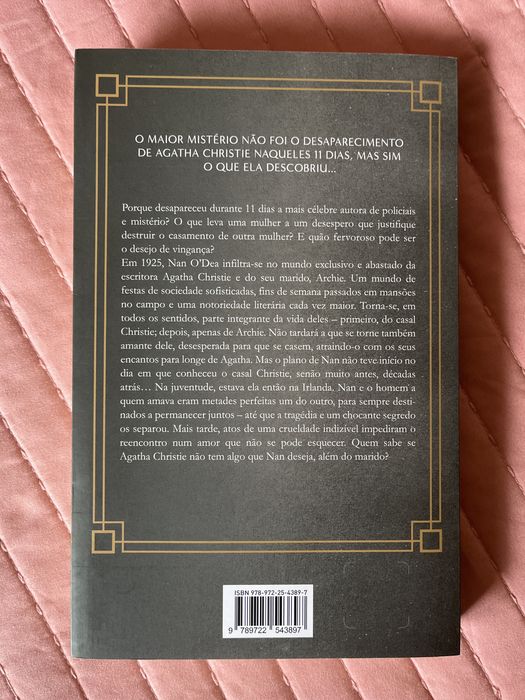 O MAIOR MISTÉRIO NÃO FOI O DESAPARECIMENTO
DE AGATHA CHRISTIE NAQUELES 11 DIAS, MAS SIM
O QUE ELA DESCOBRIU...
Porque desapareceu durante 11 dias a mais célebre autora de policiais
e mistério? O que leva uma mulher a um desespero que justifique
destruir o casamento de outra mulher? E quão fervoroso pode ser
o desejo de vingança?
Em 1925, Nan O’Dea infiltra-se no mundo exclusivo e abastado da
escritora Agatha Christie e do seu marido, Archie. Um mundo de
festas de sociedade sofisticadas, fins de semana passados em mansões
no campo e uma notoriedade literária cada vez maior. Torna-se, em
todos os sentidos, parte integrante da vida deles – primeiro, do casal
Christie; depois, apenas de Archie. Não tardará a que se torne também
amante dele, desesperada para que se casem, atraindo-o com os seus
encantos para longe de Agatha. Mas o plano de Nan não teve início no
dia em que conheceu o casal Christie, senão muito antes, décadas
atrás… Na juventude, estava ela então na Irlanda. Nan e o homem a
quem amava eram metades perfeitas um do outro, para sempre desti-
nados a permanecer juntos – até que a tragédia e um chocante segredo
os separou. Mais tarde, atos de uma crueldade indizível impediram o
reencontro num amor que não se pode esquecer. Quem sabe se
Agatha Christie não tem algo que Nan deseja, além do marido?
ISBN 978-972-25-4389-7
9 789722 543897